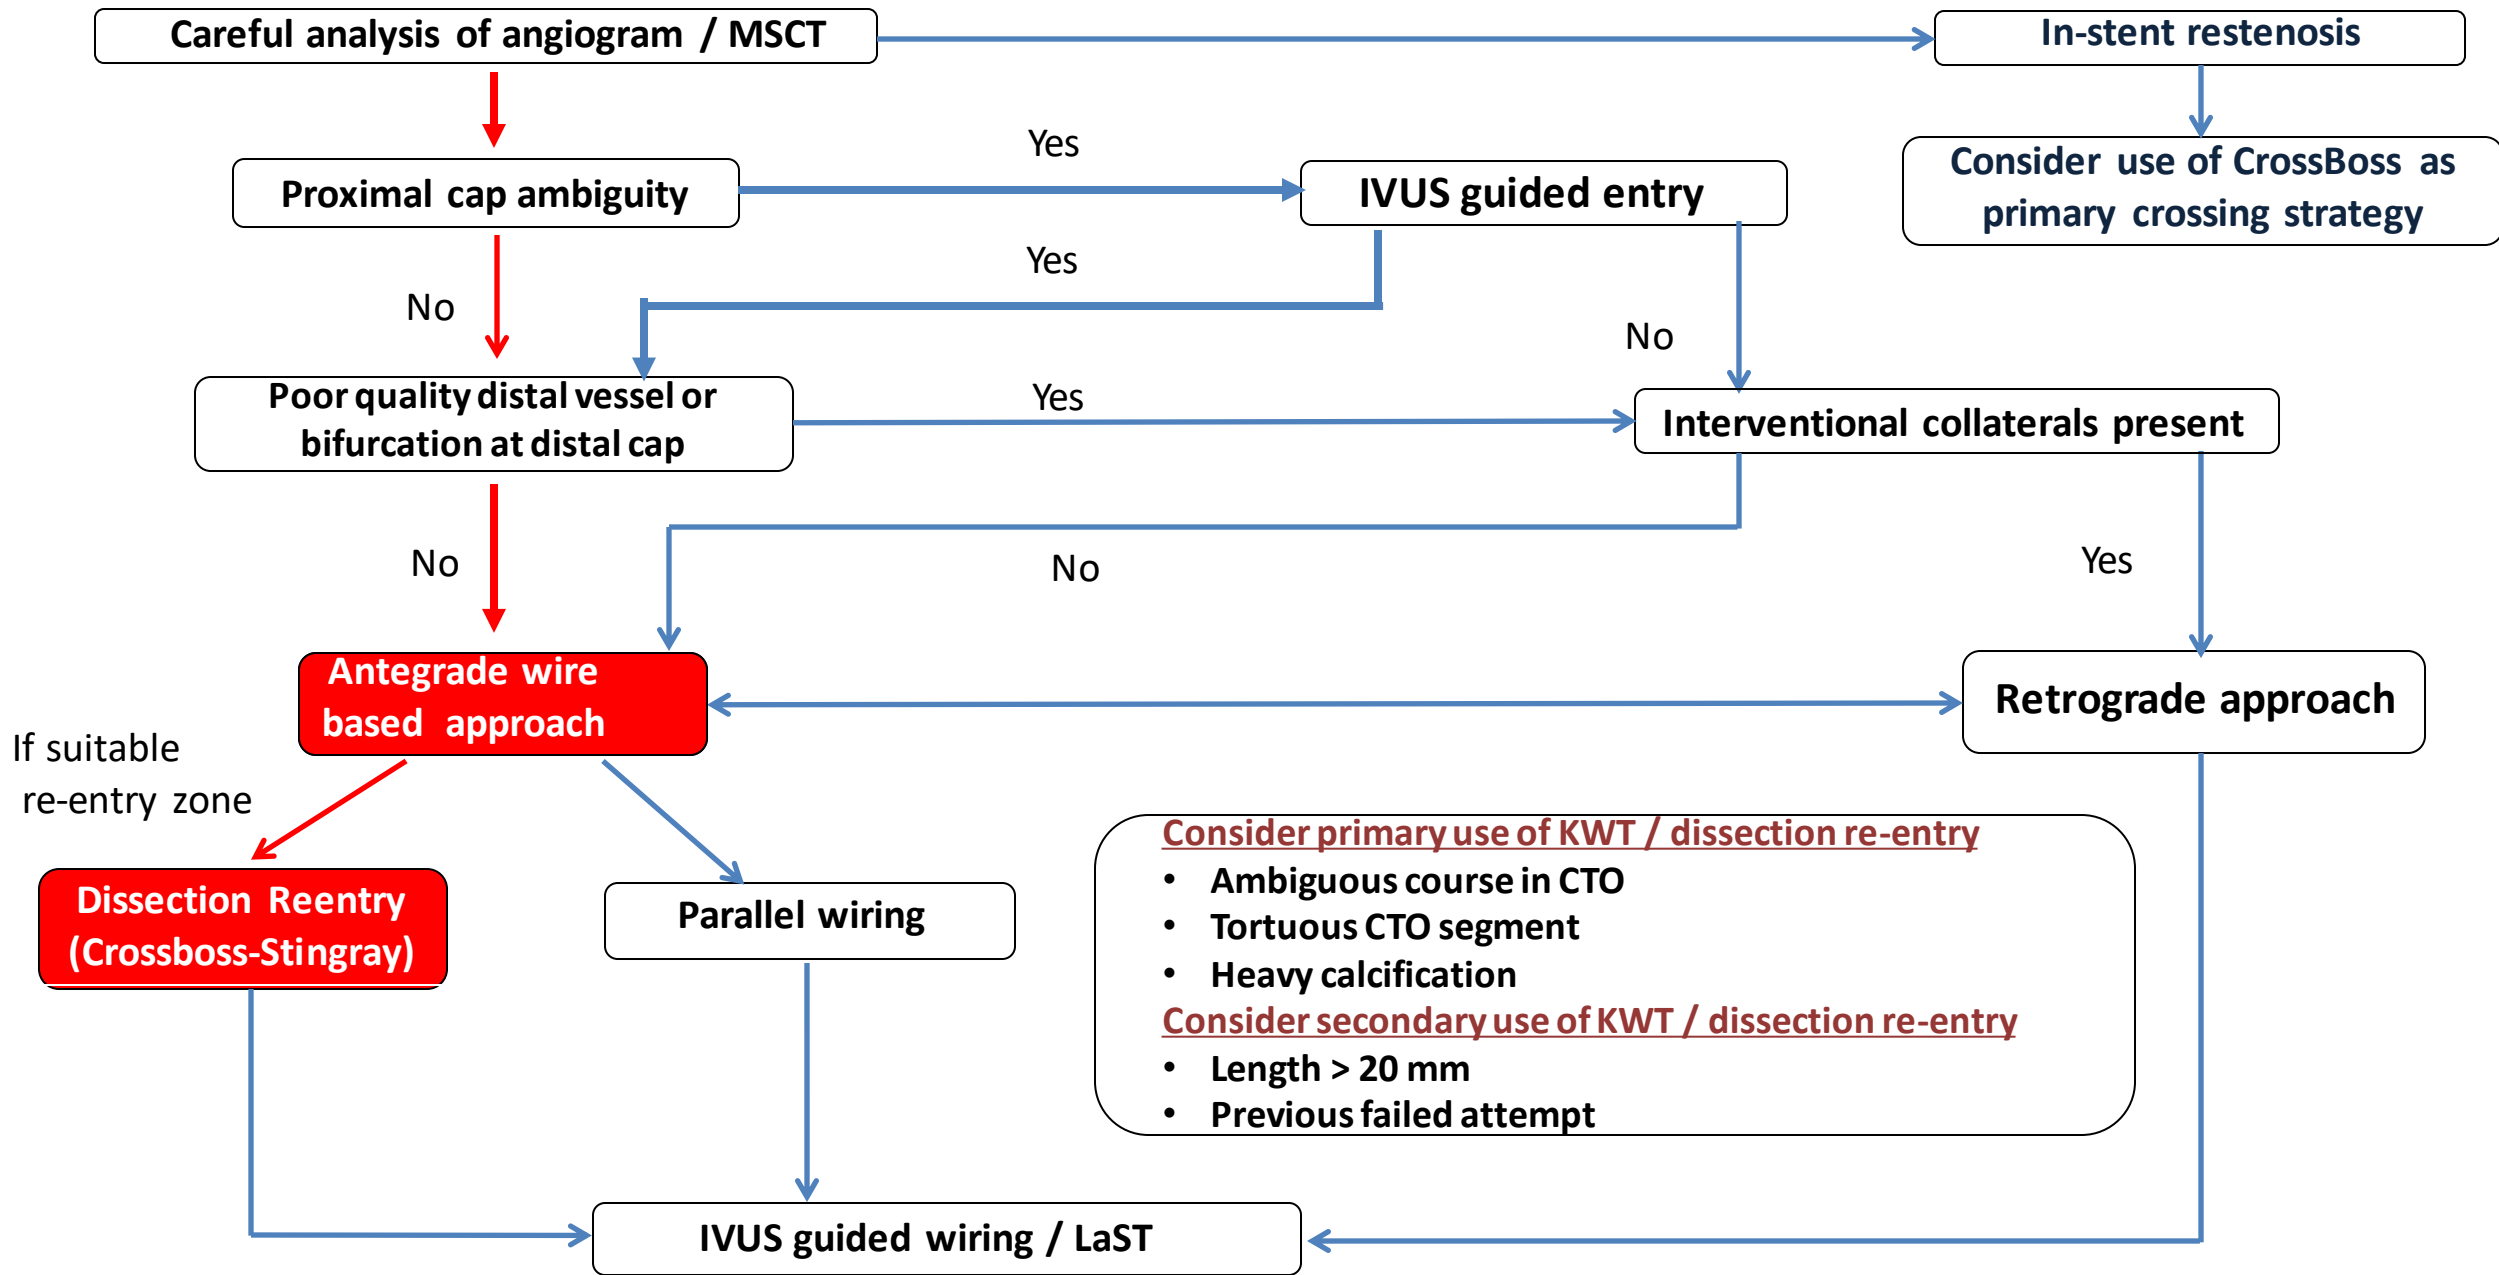 Careful analysis of angiogram / MSCT
In-stent restenosis
Yes
Consider use of CrossBoss as
primary crossing strategy
Proximal cap ambiguity
IVUS guided entry
Yes
No
No
Poor quality distal vessel or
bifurcation at distal cap
Yes
Interventional collaterals present
No
No
Yes
Antegrade wire
based approach
Retrograde approach
If suitable
re-entry zone
Dissection Reentry
(Crossboss-Stingray)
Parallel wiring
Consider primary use of KWT / dissection re-entry
• Ambiguous course in CTO
• Tortuous CTO segment
• Heavy calcification
Consider secondary use of KWT / dissection re-entry
• Length > 20 mm
• Previous failed attempt
IVUS guided wiring / LaST